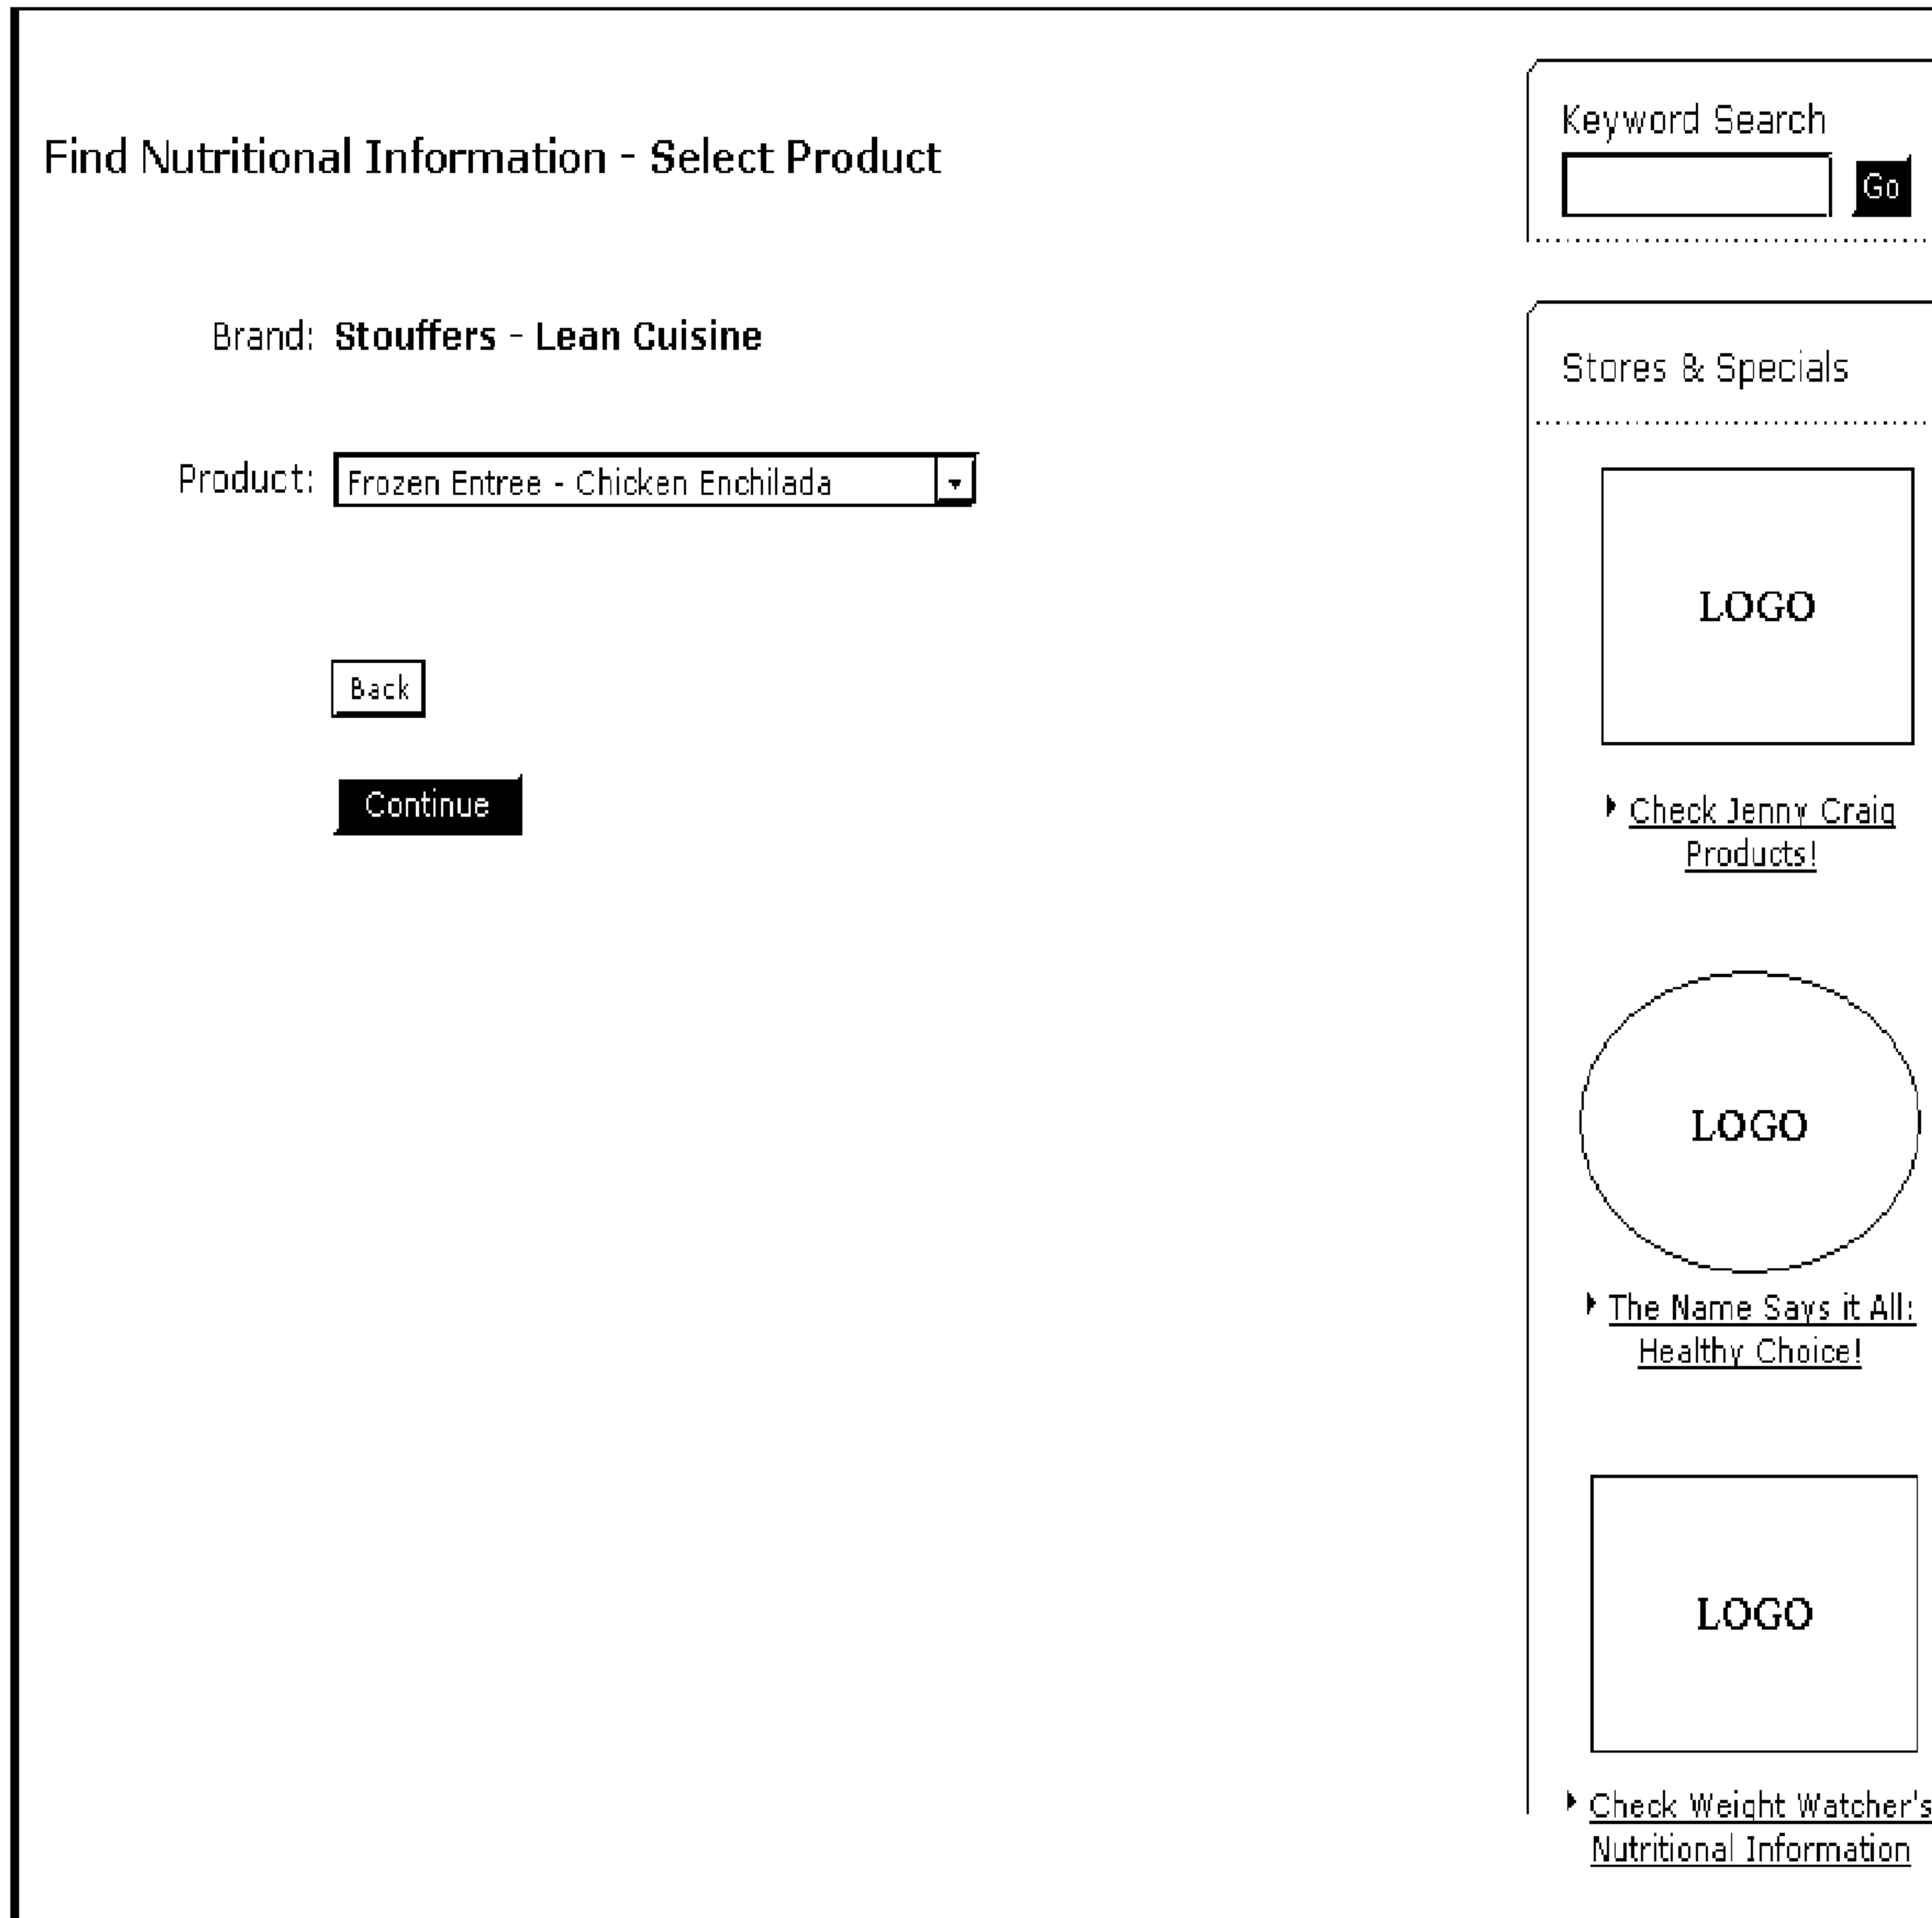 Find Nutritional Information - Select Product
Brand: Stouffers - Lean Cuisine
Product: Frozen Entree - Chicken Enchilada
Back
Continue
Keyword Search
Go
Stores & Specials
LOGO
Check Jenny Craig
Products!
LOGO
The Name Says it All:
Healthy Choice!
LOGO
Check Weight Watcher's
Nutritional Information